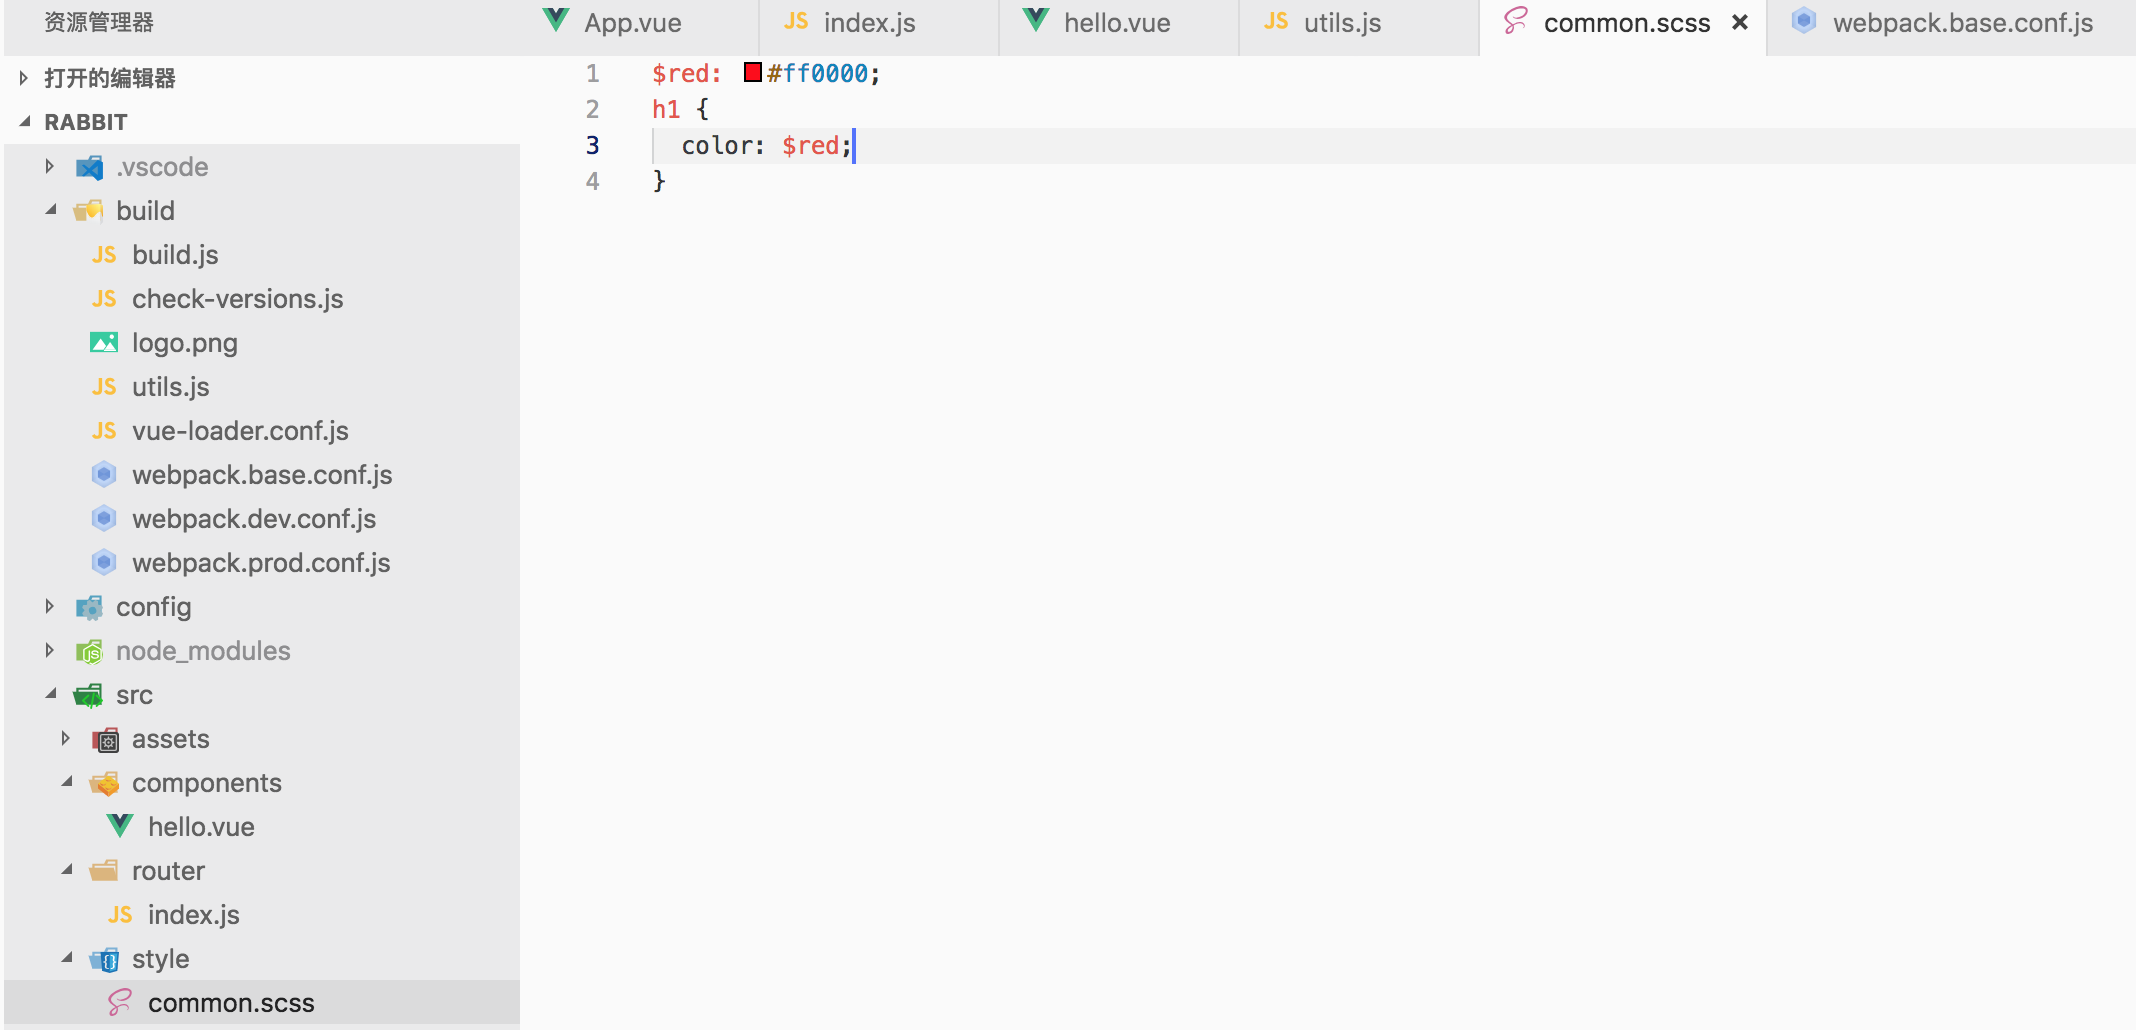 资源管理器
打开的编辑器
RABBIT
.vscode
build
JS build.js
JS check-versions.js
logo.png
JS utils.js
JS vue-loader.conf.js
webpack.base.conf.js
webpack.dev.conf.js
webpack.prod.conf.js
config
node_modules
src
assets
components
hello.vue
router
JS index.js
style
common.scss
App.vue JS index.js hello.vue JS utils.js common.scss × webpack.base.conf.js
1 $red: #ff0000;
2 h1 {
3 color: $red;
4 }